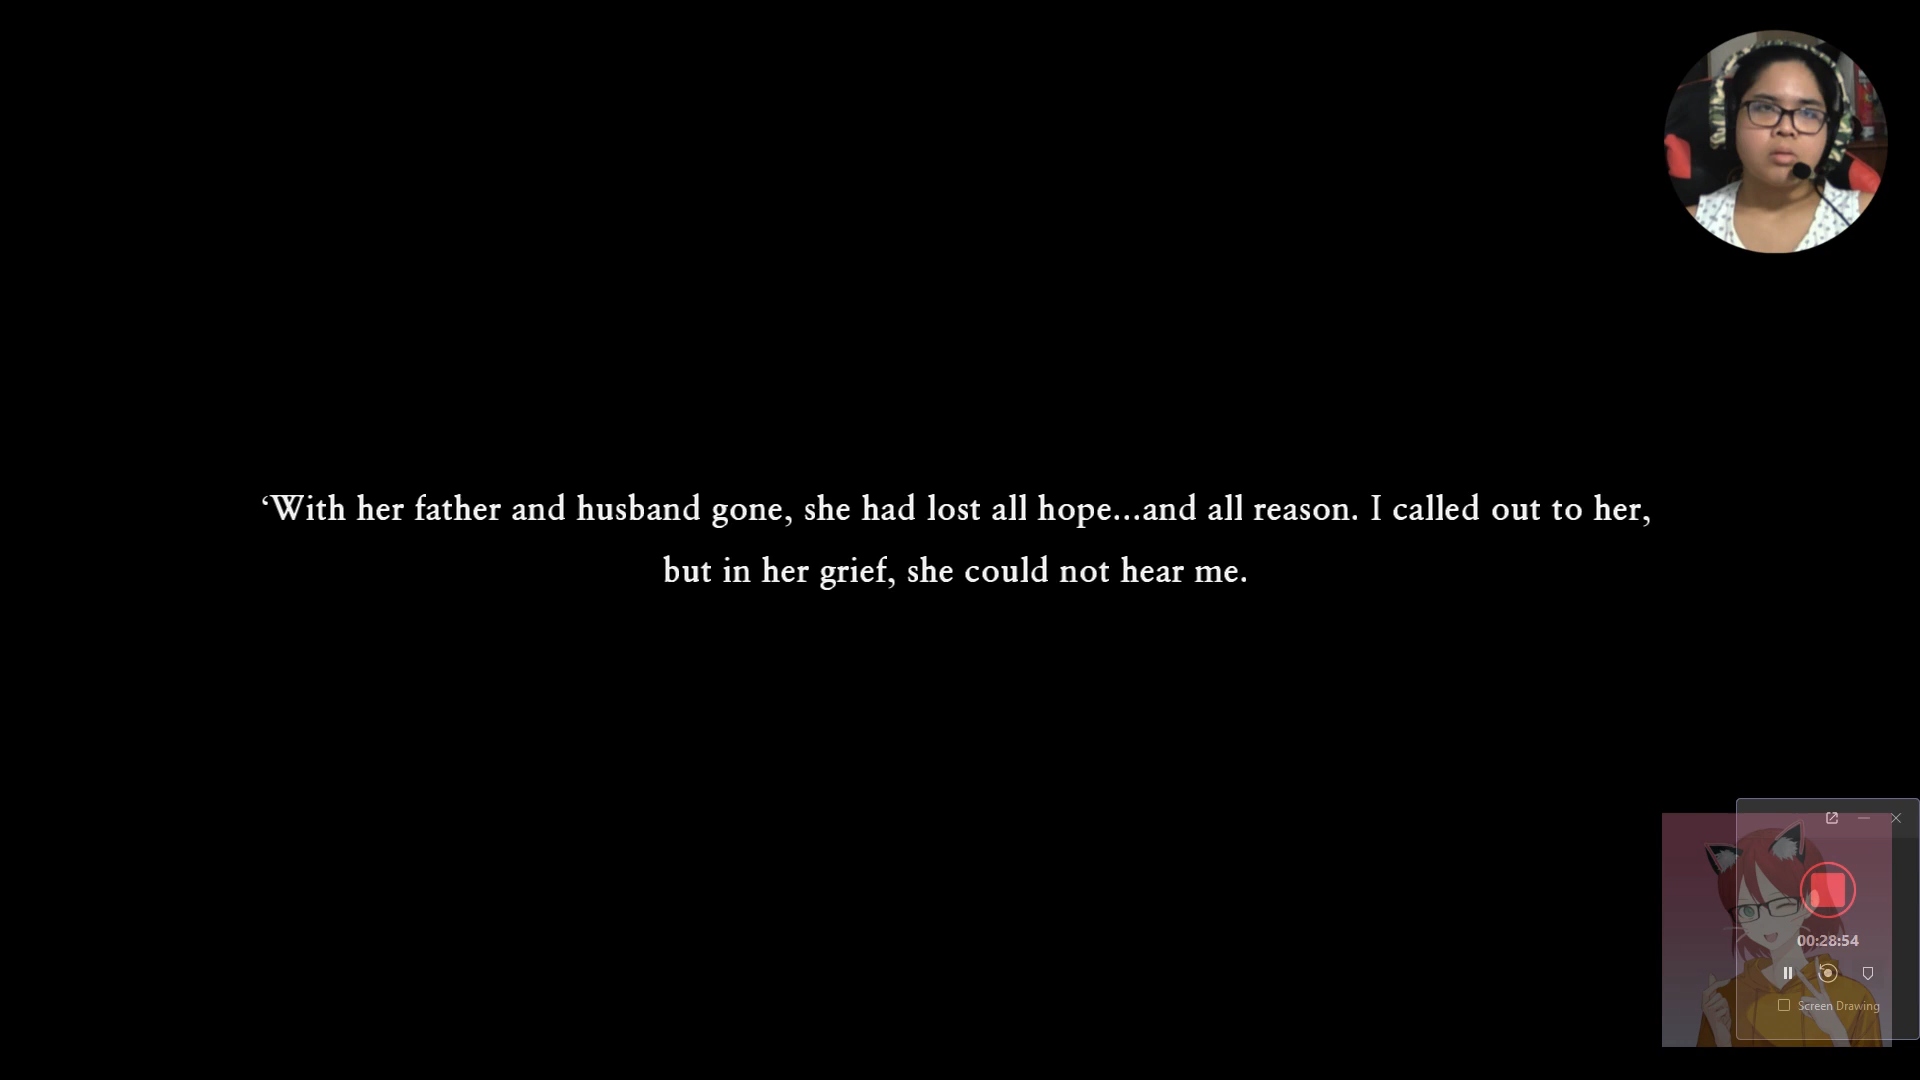 ‘With her father and husband gone, she had lost all hope...and all reason. I called out to her,
but in her grief, she could not hear me.
00:28:54
Screen Drawing